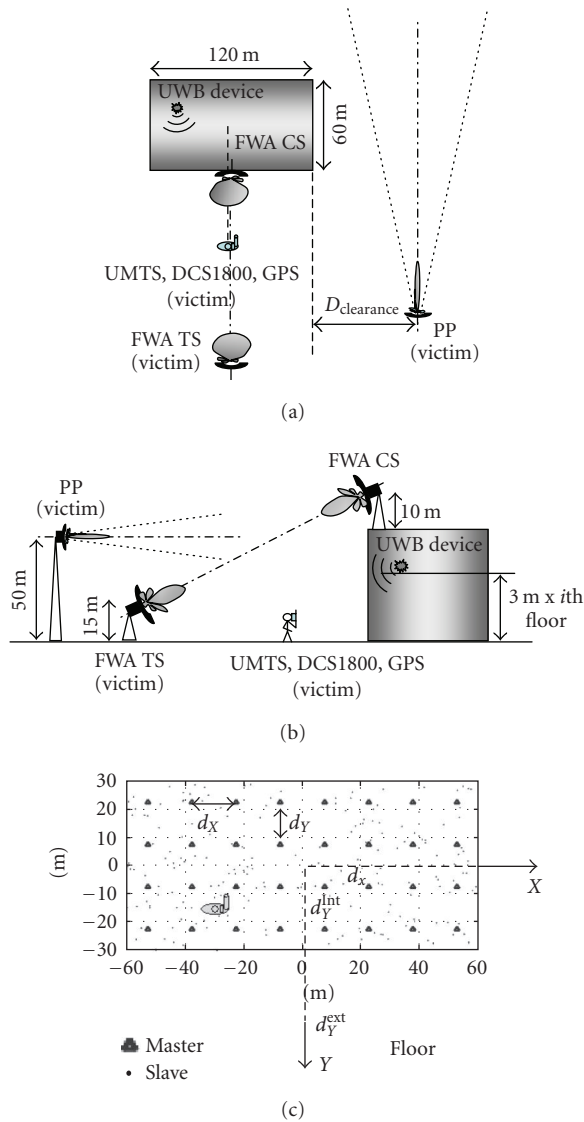 120 m
UWB device
60 m
FWA CS
UMTS, DCS1800, GPS
(victim)
D_clearance
PP
(victim)
FWA TS
(victim)
(a)
FWA CS
PP
(victim)
10 m
UWB device
50 m
15 m
3 m x ith
floor
FWA TS
(victim)
UMTS, DCS1800, GPS
(victim)
(b)
30
20
10
0
−10
−20
−30
(m)
d_X
d_Y
d_x
X
d_Y^Int
−60 −40 −20 0 20 40 60
(m)
d_Y^ext
Master
Floor
Slave
Y
(c)